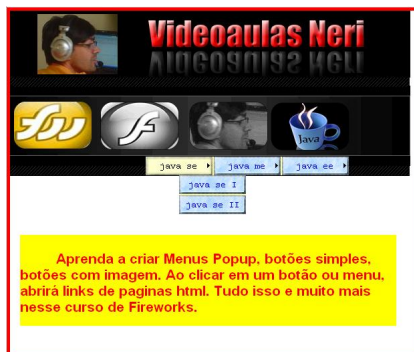 Videoaulas Neri
Java
java se
java me
java ee
java se I
java se II
Aprenda a criar Menus Popup, botões simples,
botões com imagem. Ao clicar em um botão ou menu,
abrirá links de paginas html. Tudo isso e muito mais
nesse curso de Fireworks.